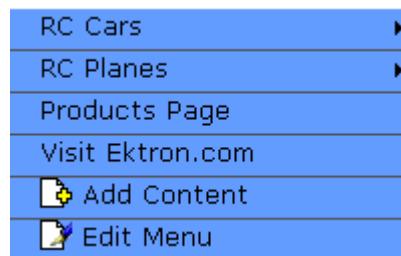 RC Cars
RC Planes
Products Page
Visit Ektron.com
Add Content
Edit Menu